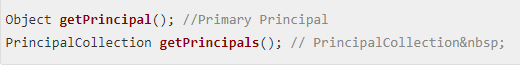 Object getPrincipal(); //Primary Principal
PrincipalCollection getPrincipals(); // PrincipalCollection&nbsp;